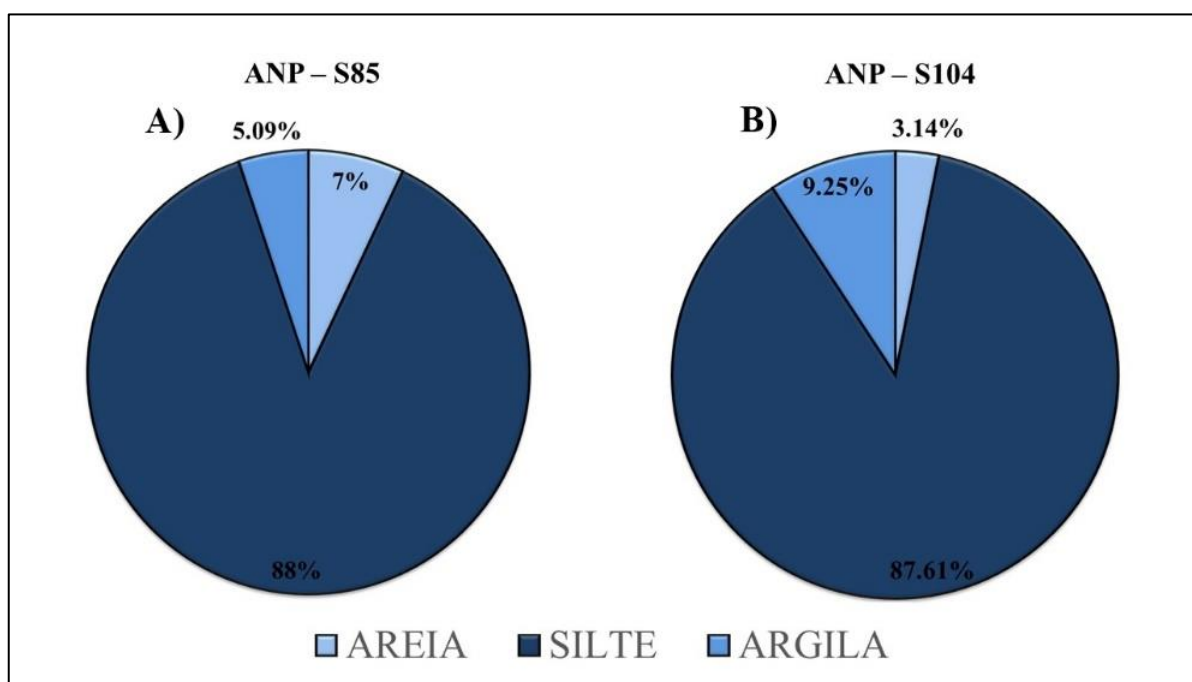 ANP – S85
A)
5.09%
7%
88%
ANP – S104
B)
3.14%
9.25%
87.61%
AREIA SILTE ARGILA